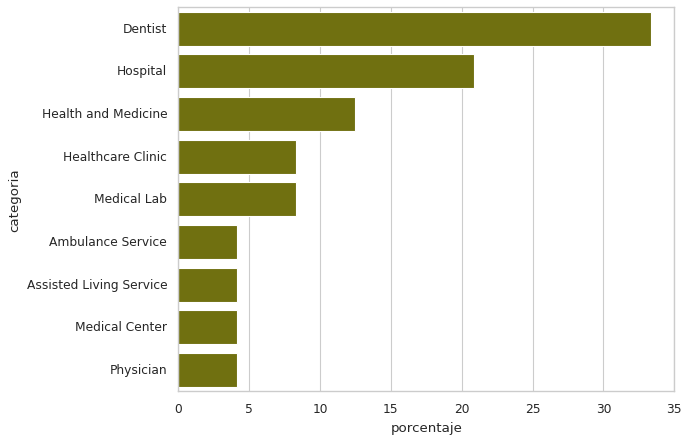 Dentist
Hospital
Health and Medicine
Healthcare Clinic
Medical Lab
Ambulance Service
Assisted Living Service
Medical Center
Physician
categoria
0 5 10 15 20 25 30 35
porcentaje